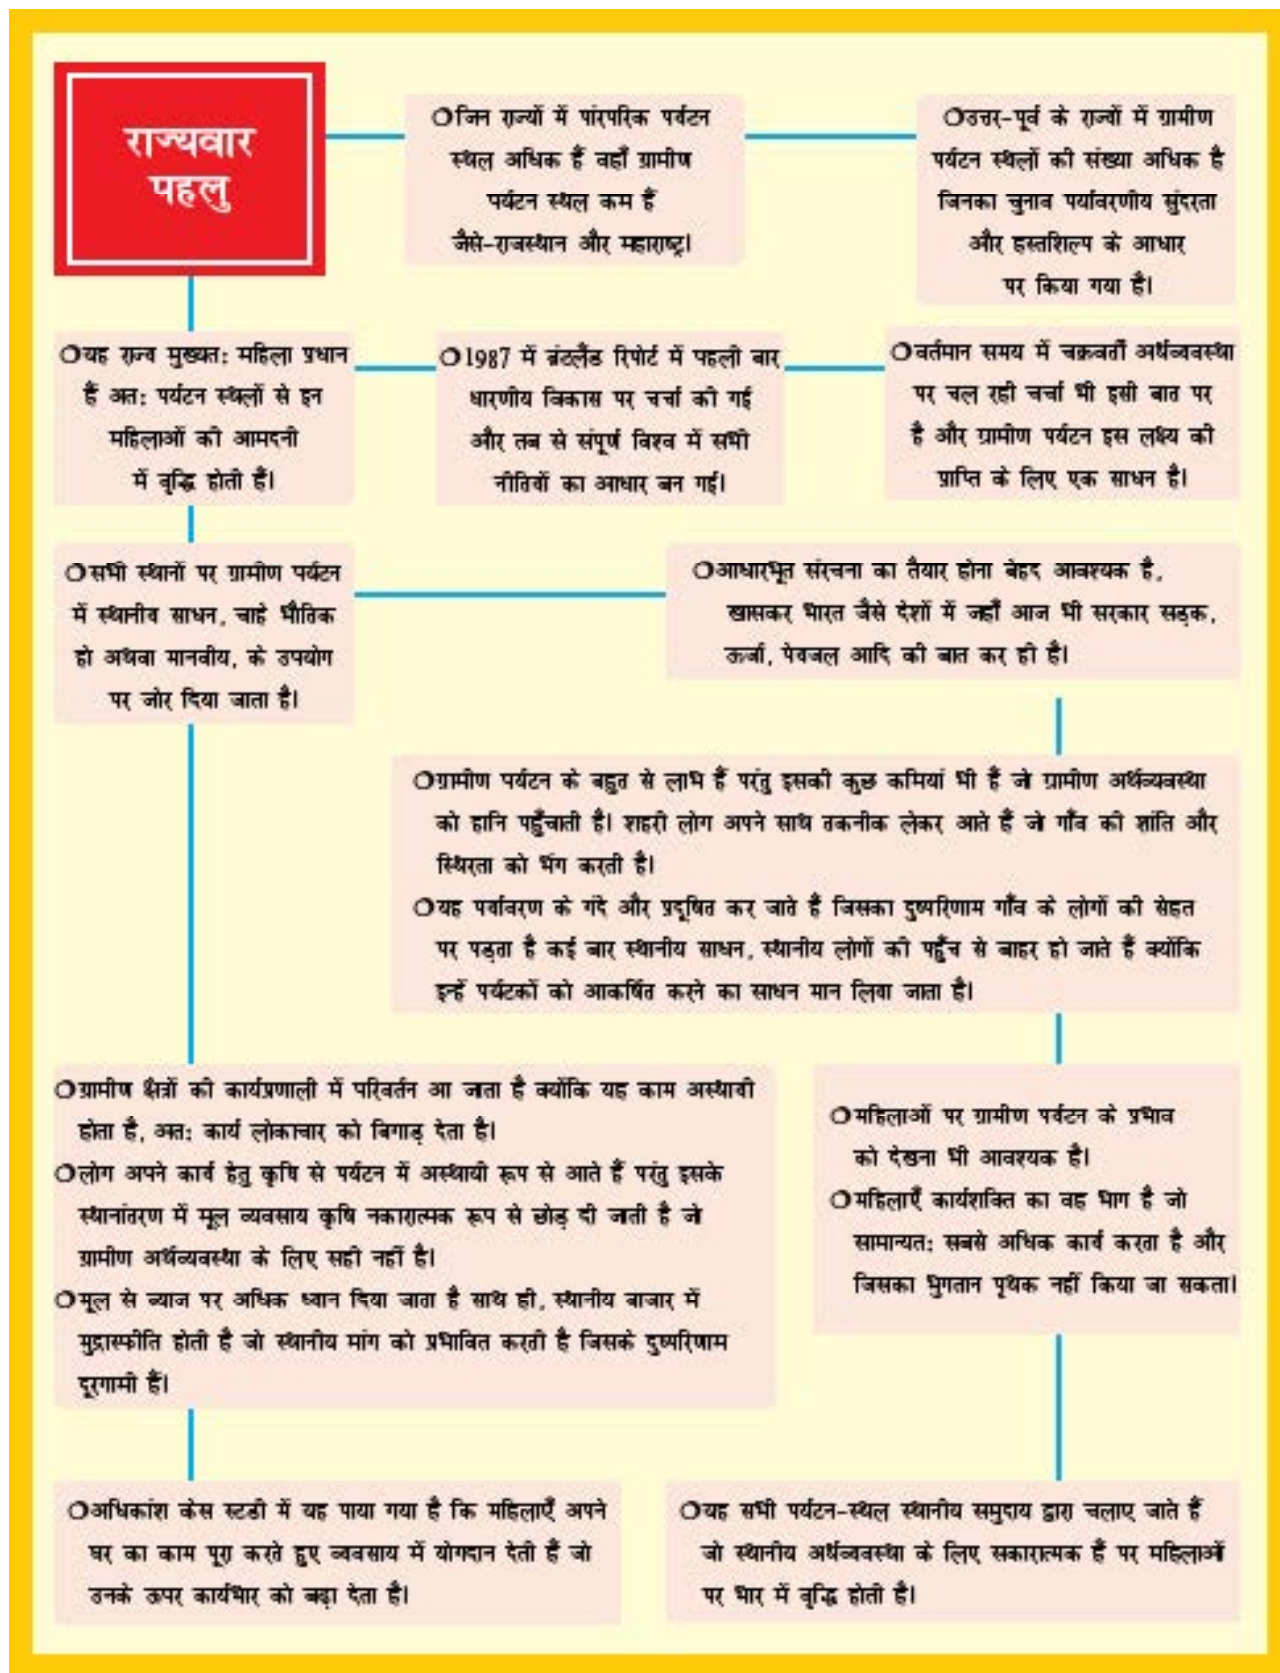 राज्यवार
पहलु
जिन राज्यों में पांरपरिक पर्यटन
स्थल अधिक हैं वहाँ ग्रामीण
पर्यटन स्थल कम हैं
जैसे-राजस्थान और महाराष्ट्र।
उत्तर-पूर्व के राज्यों में ग्रामीण
पर्यटन स्थलों की संख्या अधिक है
जिनका चुनाव पर्यावरणीय सुंदरता
और हस्तशिल्प के आधार
पर किया गया है।
यह राज्य मुख्यत: महिला प्रधान
हैं अत: पर्यटन स्थलों से इन
महिलाओं की आमदनी
में वृद्धि होती हैं।
1987 में ब्रंटलैंड रिपोर्ट में पहली बार
धारणीय विकास पर चर्चा की गई
और तब से संपूर्ण विश्व में सभी
नीतियों का आधार बन गई।
वर्तमान समय में चक्रवर्ती अर्थव्यवस्था
पर चल रही चर्चा भी इसी बात पर
है और ग्रामीण पर्यटन इस लक्ष्य की
प्राप्ति के लिए एक साधन है।
सभी स्थानों पर ग्रामीण पर्यटन
में स्थानीय साधन, चाहे भौतिक
हो अथवा मानवीय, के उपयोग
पर जोर दिया जाता है।
आधारभूत संरचना का तैयार होना बेहद आवश्यक है,
खासकर भारत जैसे देशों में जहाँ आज भी सरकार सड़क,
ऊर्जा, पेयजल आदि की बात कर ही है।
ग्रामीण पर्यटन के बहुत से लाभ हैं परंतु इसकी कुछ कमियां भी हैं जो ग्रामीण अर्थव्यवस्था
को हानि पहुँचाती है। शहरी लोग अपने साथ तकनीक लेकर आते हैं जो गाँव की शांति और
स्थिरता को भंग करती है।
यह पर्यावरण के गंदे और प्रदूषित कर जाते हैं जिसका दुष्परिणाम गाँव के लोगों की सेहत
पर पड़ता है कई बार स्थानीय साधन, स्थानीय लोगों की पहुँच से बाहर हो जाते हैं क्योंकि
इन्हें पर्यटकों को आकर्षित करने का साधन मान लिया जाता है।
ग्रामीण क्षेत्रों की कार्यप्रणाली में परिवर्तन आ जाता है क्योंकि यह काम अस्थायी
होता है, अत: कार्य लोकाचार को बिगाड़ देता है।
लोग अपने कार्य हेतु कृषि से पर्यटन में अस्थायी रूप से आते हैं परंतु इसके
स्थानांतरण में मूल व्यवसाय कृषि नकारात्मक रूप से छोड़ दी जाती है जो
ग्रामीण अर्थव्यवस्था के लिए सही नहीं है।
मूल से ब्याज पर अधिक ध्यान दिया जाता है साथ ही, स्थानीय बाजार में
मुद्रास्फीति होती है जो स्थानीय मांग को प्रभावित करती है जिसके दुष्परिणाम
दूरगामी हैं।
महिलाओं पर ग्रामीण पर्यटन के प्रभाव
को देखना भी आवश्यक है।
महिलाएँ कार्यशक्ति का वह भाग है जो
सामान्यत: सबसे अधिक कार्य करता है और
जिसका भुगतान पृथक नहीं किया जा सकता।
अधिकांश केस स्टडी में यह पाया गया है कि महिलाएँ अपने
घर का काम पूरा करते हुए व्यवसाय में योगदान देती हैं जो
उनके ऊपर कार्यभार को बढ़ा देता है।
यह सभी पर्यटन-स्थल स्थानीय समुदाय द्वारा चलाए जाते हैं
जो स्थानीय अर्थव्यवस्था के लिए सकारात्मक हैं पर महिलाओं
पर भार में वृद्धि होती है।